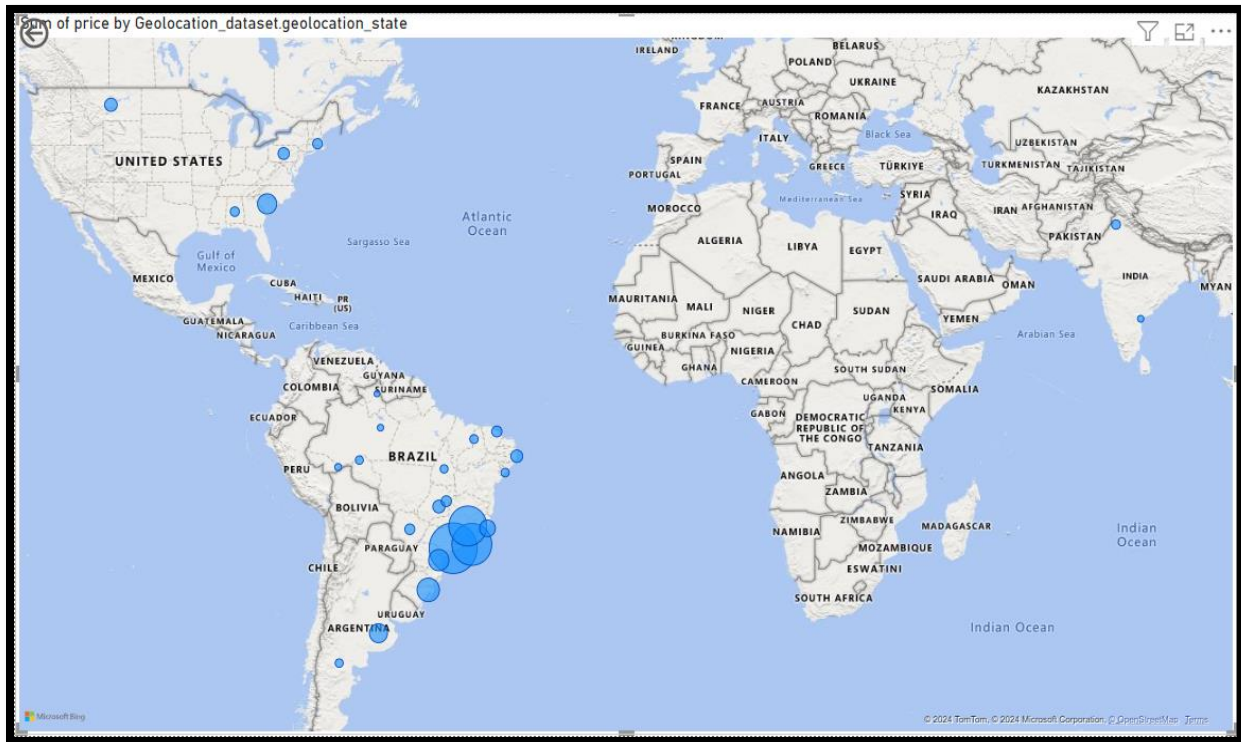 Sum of price by Geolocation_dataset.geolocation_state
IRELAND
BELARUS
POLAND
UKRAINE
KAZAKHSTAN
FRANCE
AUSTRIA
ROMANIA
ITALY
Black Sea
UZBEKISTAN
UNITED STATES
SPAIN
PORTUGAL
GREECE
TÜRKIYE
TURKMENISTAN
TAJIKISTAN
Mediterranean Sea
SYRIA
MOROCCO
IRAQ
IRAN
AFGHANISTAN
Atlantic
Ocean
Sargasso Sea
ALGERIA
LIBYA
EGYPT
PAKISTAN
Gulf of
Mexico
MEXICO
CUBA
HAITI
PR
(US)
SAUDI ARABIA
OMAN
INDIA
MYAN
MAURITANIA
MALI
NIGER
CHAD
SUDAN
YEMEN
Arabian Sea
GUATEMALA
NICARAGUA
Caribbean Sea
BURKINA FASO
GUINEA
GHANA
NIGERIA
VENEZUELA
GUYANA
SURINAME
COLOMBIA
SOUTH SUDAN
CAMEROON
SOMALIA
UGANDA
KENYA
ECUADOR
GABON
DEMOCRATIC
REPUBLIC OF
THE CONGO
TANZANIA
BRAZIL
PERU
ANGOLA
ZAMBIA
BOLIVIA
ZIMBABWE
MADAGASCAR
NAMIBIA
MOZAMBIQUE
Indian
Ocean
PARAGUAY
CHILE
ESWATINI
SOUTH AFRICA
URUGUAY
ARGENTINA
Indian Ocean
Microsoft Bing
© 2024 TomTom, © 2024 Microsoft Corporation, © OpenStreetMap Terms